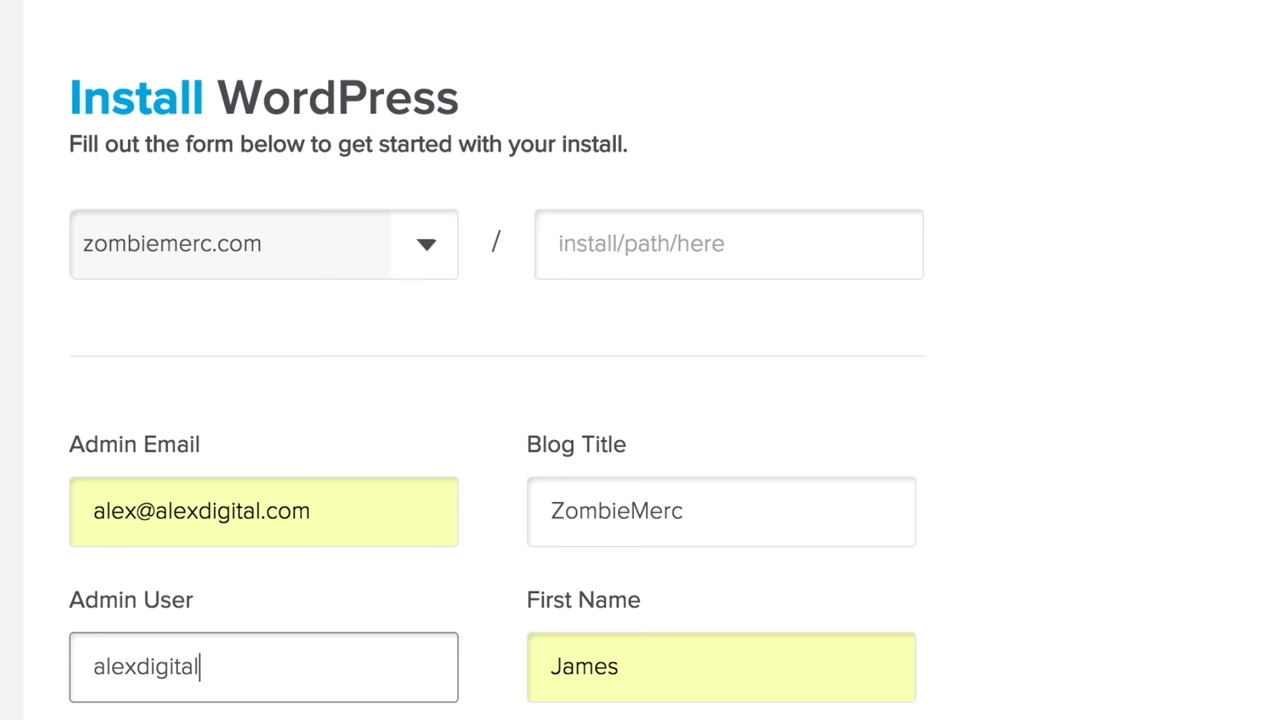 Install WordPress
Fill out the form below to get started with your install.
zombiemerc.com / install/path/here
Admin Email Blog Title
alex@alexdigital.com ZombieMerc
Admin User First Name
alexdigital James